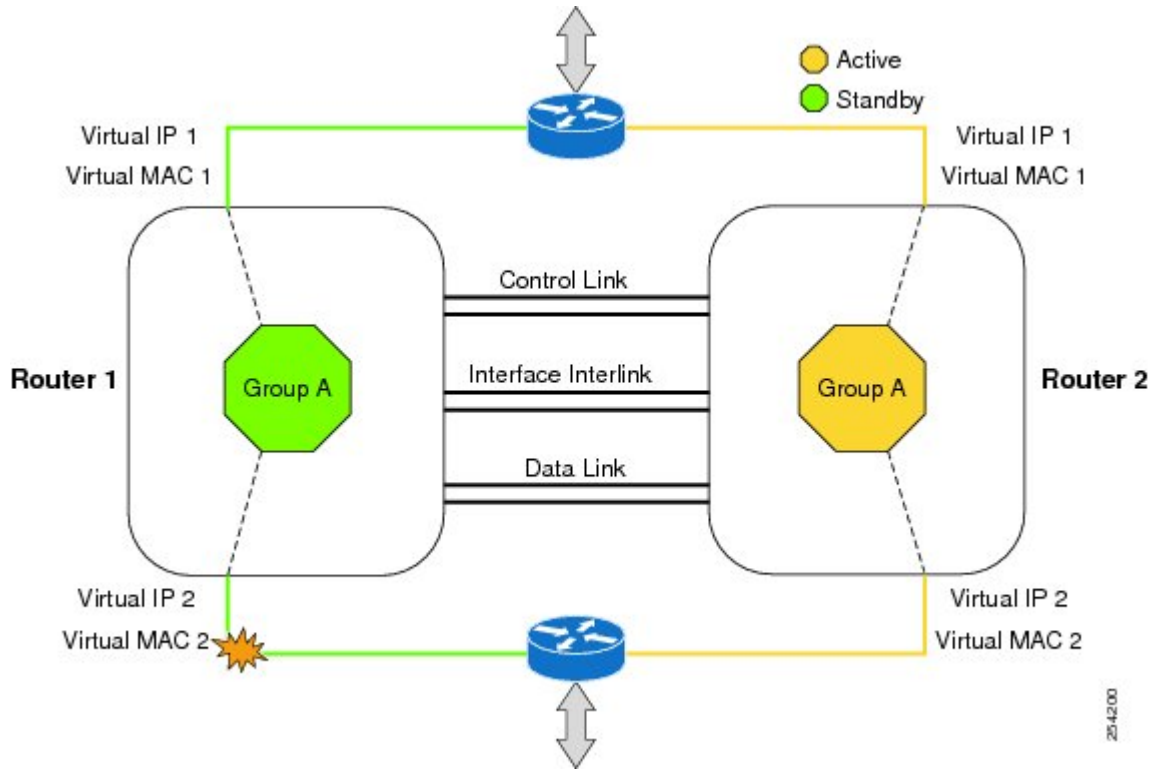 Active
Standby
Virtual IP 1
Virtual MAC 1
Virtual IP 1
Virtual MAC 1
Control Link
Router 1
Group A
Interface Interlink
Group A
Router 2
Data Link
Virtual IP 2
Virtual MAC 2
Virtual IP 2
Virtual MAC 2
254200